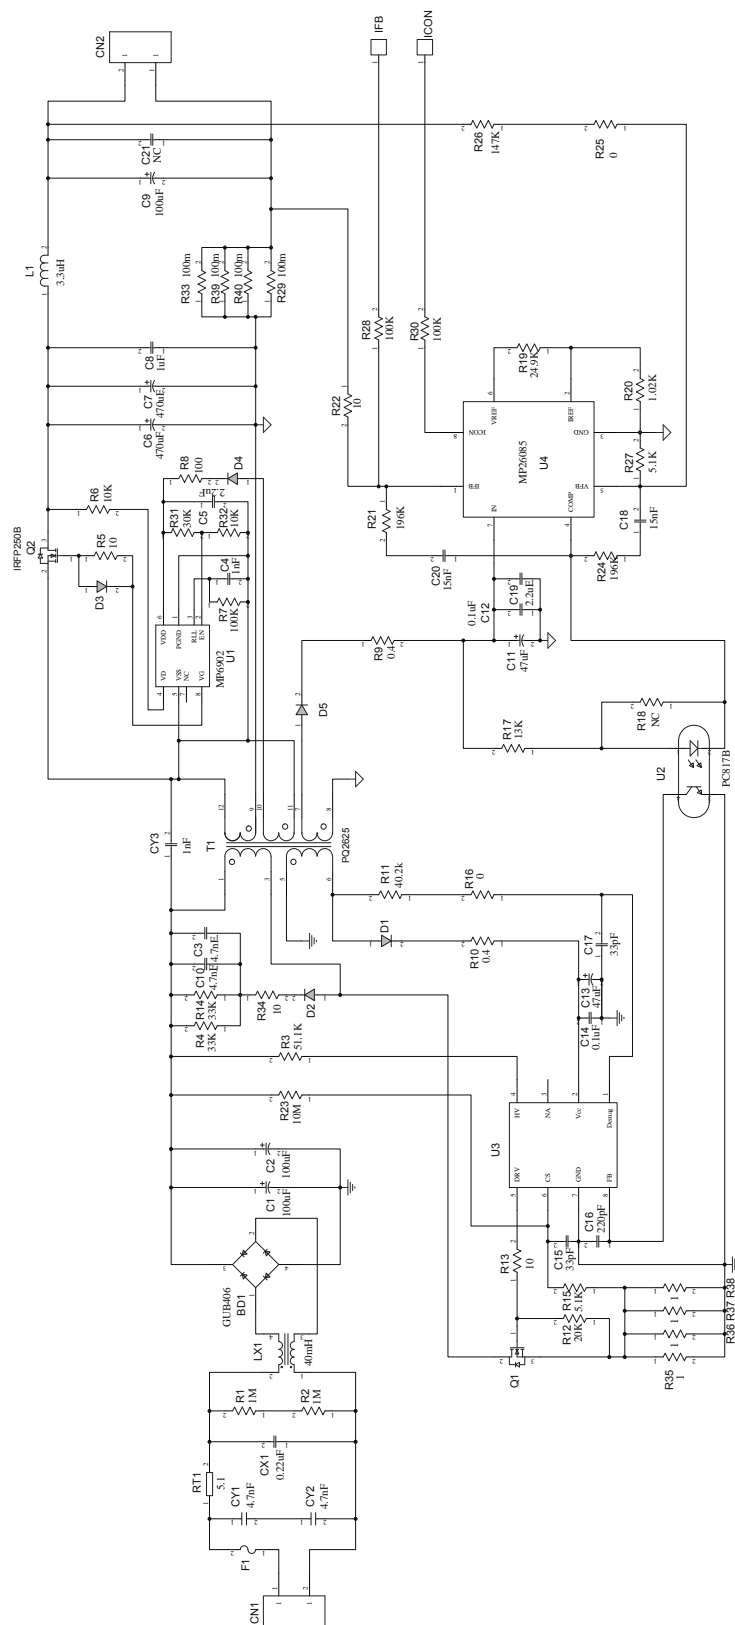 CN2
IFB
ICON
C21
NC
C9
100uF
R26
147K
R25
0
L1
3.3uH
R33
100m
R39
100m
R40
100m
R29
100m
R28
100K
R30
100K
C8
1uF
C7
470uF
C6
470uF
R22
10
R19
24.9K
R20
1.02K
R27
5.1K
VREF
IREF
ICON
GND
MP26085
U4
IFB
VFB
IN
COMP
R8
100
D4
2.2uF
C5
R31
30K
R32
10K
R6
10K
IRFP250B
Q2
R5
10
D3
C4
1nF
R7
100K
VDD
PGND
RLL
EN
VD
VSS
NC
VG
MP6902
U1
R21
196K
C20
15nF
C18
15nF
R24
196K
0.1uF
C12
C19
2.2uF
C11
47uF
R9
0.4
D5
R17
13K
R18
NC
U2
PC817B
CY3
1nF
T1
PQ2625
C3
4.7nF
C10
4.7nF
R14
33K
R4
33K
R34
10
D2
R11
40.2k
R16
0
D1
R10
0.4
C17
33pF
C13
47uF
C14
0.1uF
R3
51.1K
R23
10M
HV
NA
Vcc
Demag
U3
DRV
CS
GND
FB
C2
100uF
C1
100uF
GUB406
BD1
R13
10
C15
33pF
C16
220pF
R15
5.1K
R12
20K
Q1
R35
1
R36
1
R37
1
R38
1
LX1
40mH
R1
1M
R2
1M
CX1
0.22uF
RT1
5.1
CY1
4.7nF
CY2
4.7nF
F1
CN1